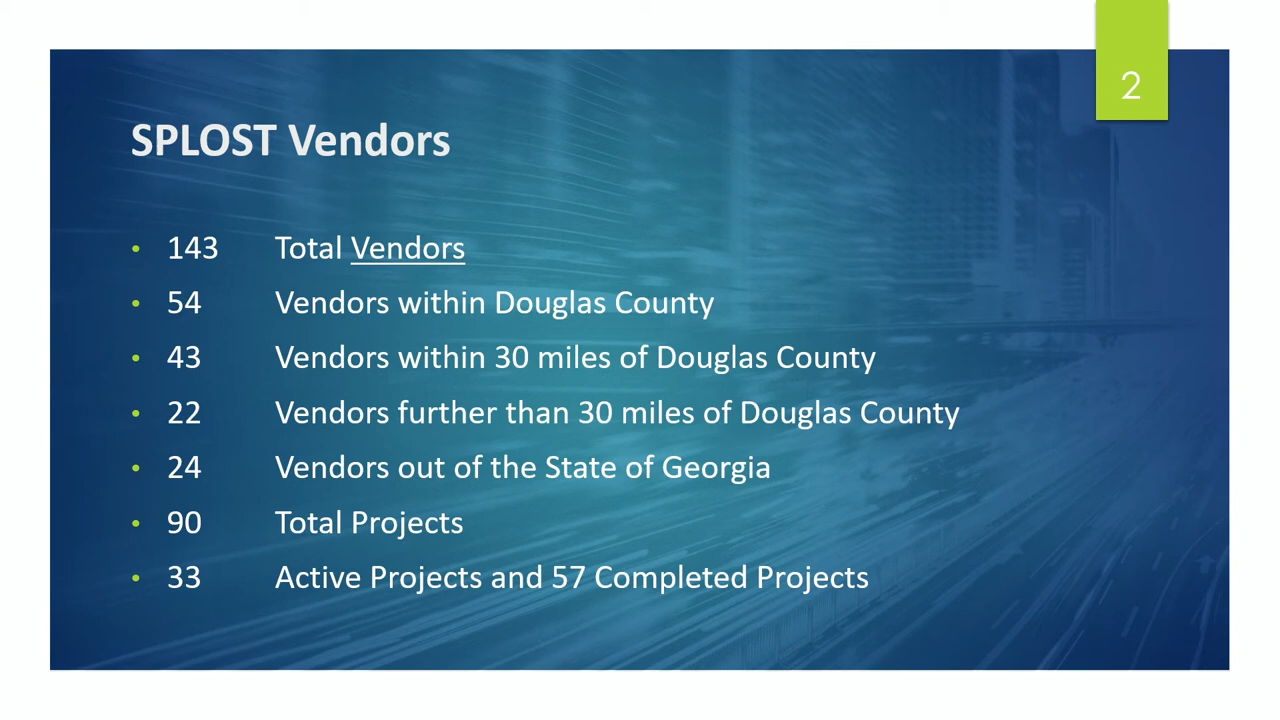 2
SPLOST Vendors
• 143 Total Vendors
• 54 Vendors within Douglas County
• 43 Vendors within 30 miles of Douglas County
• 22 Vendors further than 30 miles of Douglas County
• 24 Vendors out of the State of Georgia
• 90 Total Projects
• 33 Active Projects and 57 Completed Projects